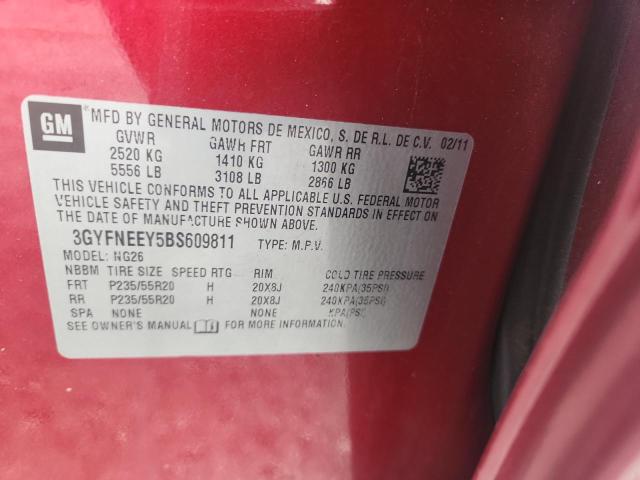 GM
*MFD BY GENERAL MOTORS DE MEXICO, S. DE R.L. DE C.V. 02/11
GVWR GAWR FRT GAWR RR
2520 KG 1410 KG 1300 KG
5556 LB 3108 LB 2866 LB
THIS VEHICLE CONFORMS TO ALL APPLICABLE U.S. FEDERAL MOTOR
VEHICLE SAFETY AND THEFT PREVENTION STANDARDS IN EFFECT ON
THE DATE OF MANUFACTURE SHOWN ABOVE.
3GYFNEEY5BS609811 TYPE: M.P.V.
MODEL: NG26
NBBM TIRE SIZE SPEED RTG RIM COLD TIRE PRESSURE
FRT P235/55R20 H 20X8J 240KPA(35PSI)
RR P235/55R20 H 20X8J 240KPA(35PSI)
SPA NONE NONE KPA(PSI)
SEE OWNER'S MANUAL FOR MORE INFORMATION.